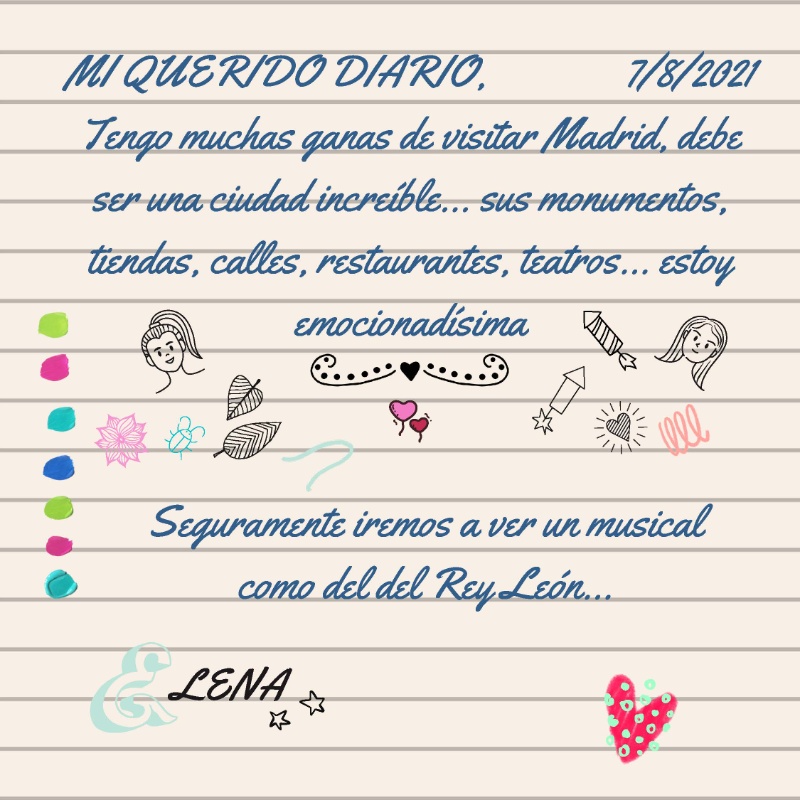 MI QUERIDO DIARIO, 7/8/2021
Tengo muchas ganas de visitar Madrid, debe
ser una ciudad increíble... sus monumentos,
tiendas, calles, restaurantes, teatros... estoy
emocionadísima
Seguramente iremos a ver un musical
como del del Rey León...
& LENA